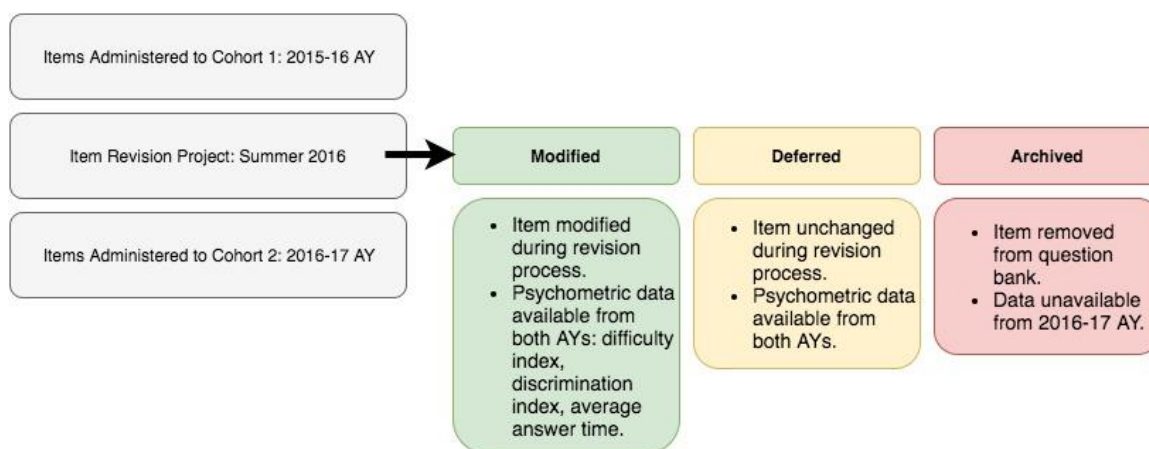 Items Administered to Cohort 1: 2015-16 AY
Item Revision Project: Summer 2016
Items Administered to Cohort 2: 2016-17 AY
Modified
• Item modified
during revision
process.
• Psychometric data
available from
both AYs: difficulty
index,
discrimination
index, average
answer time.
Deferred
• Item unchanged
during revision
process.
• Psychometric data
available from
both AYs.
Archived
• Item removed
from question
bank.
• Data unavailable
from 2016-17 AY.